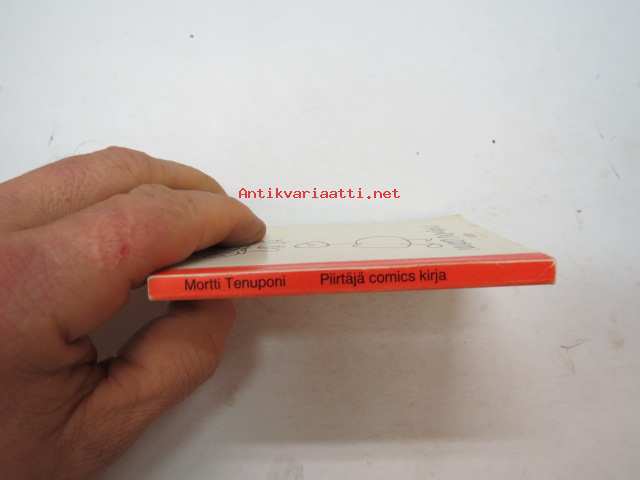 Antikvariaatti.net
Mortti Tenuponi Piirtäjä comics kirja